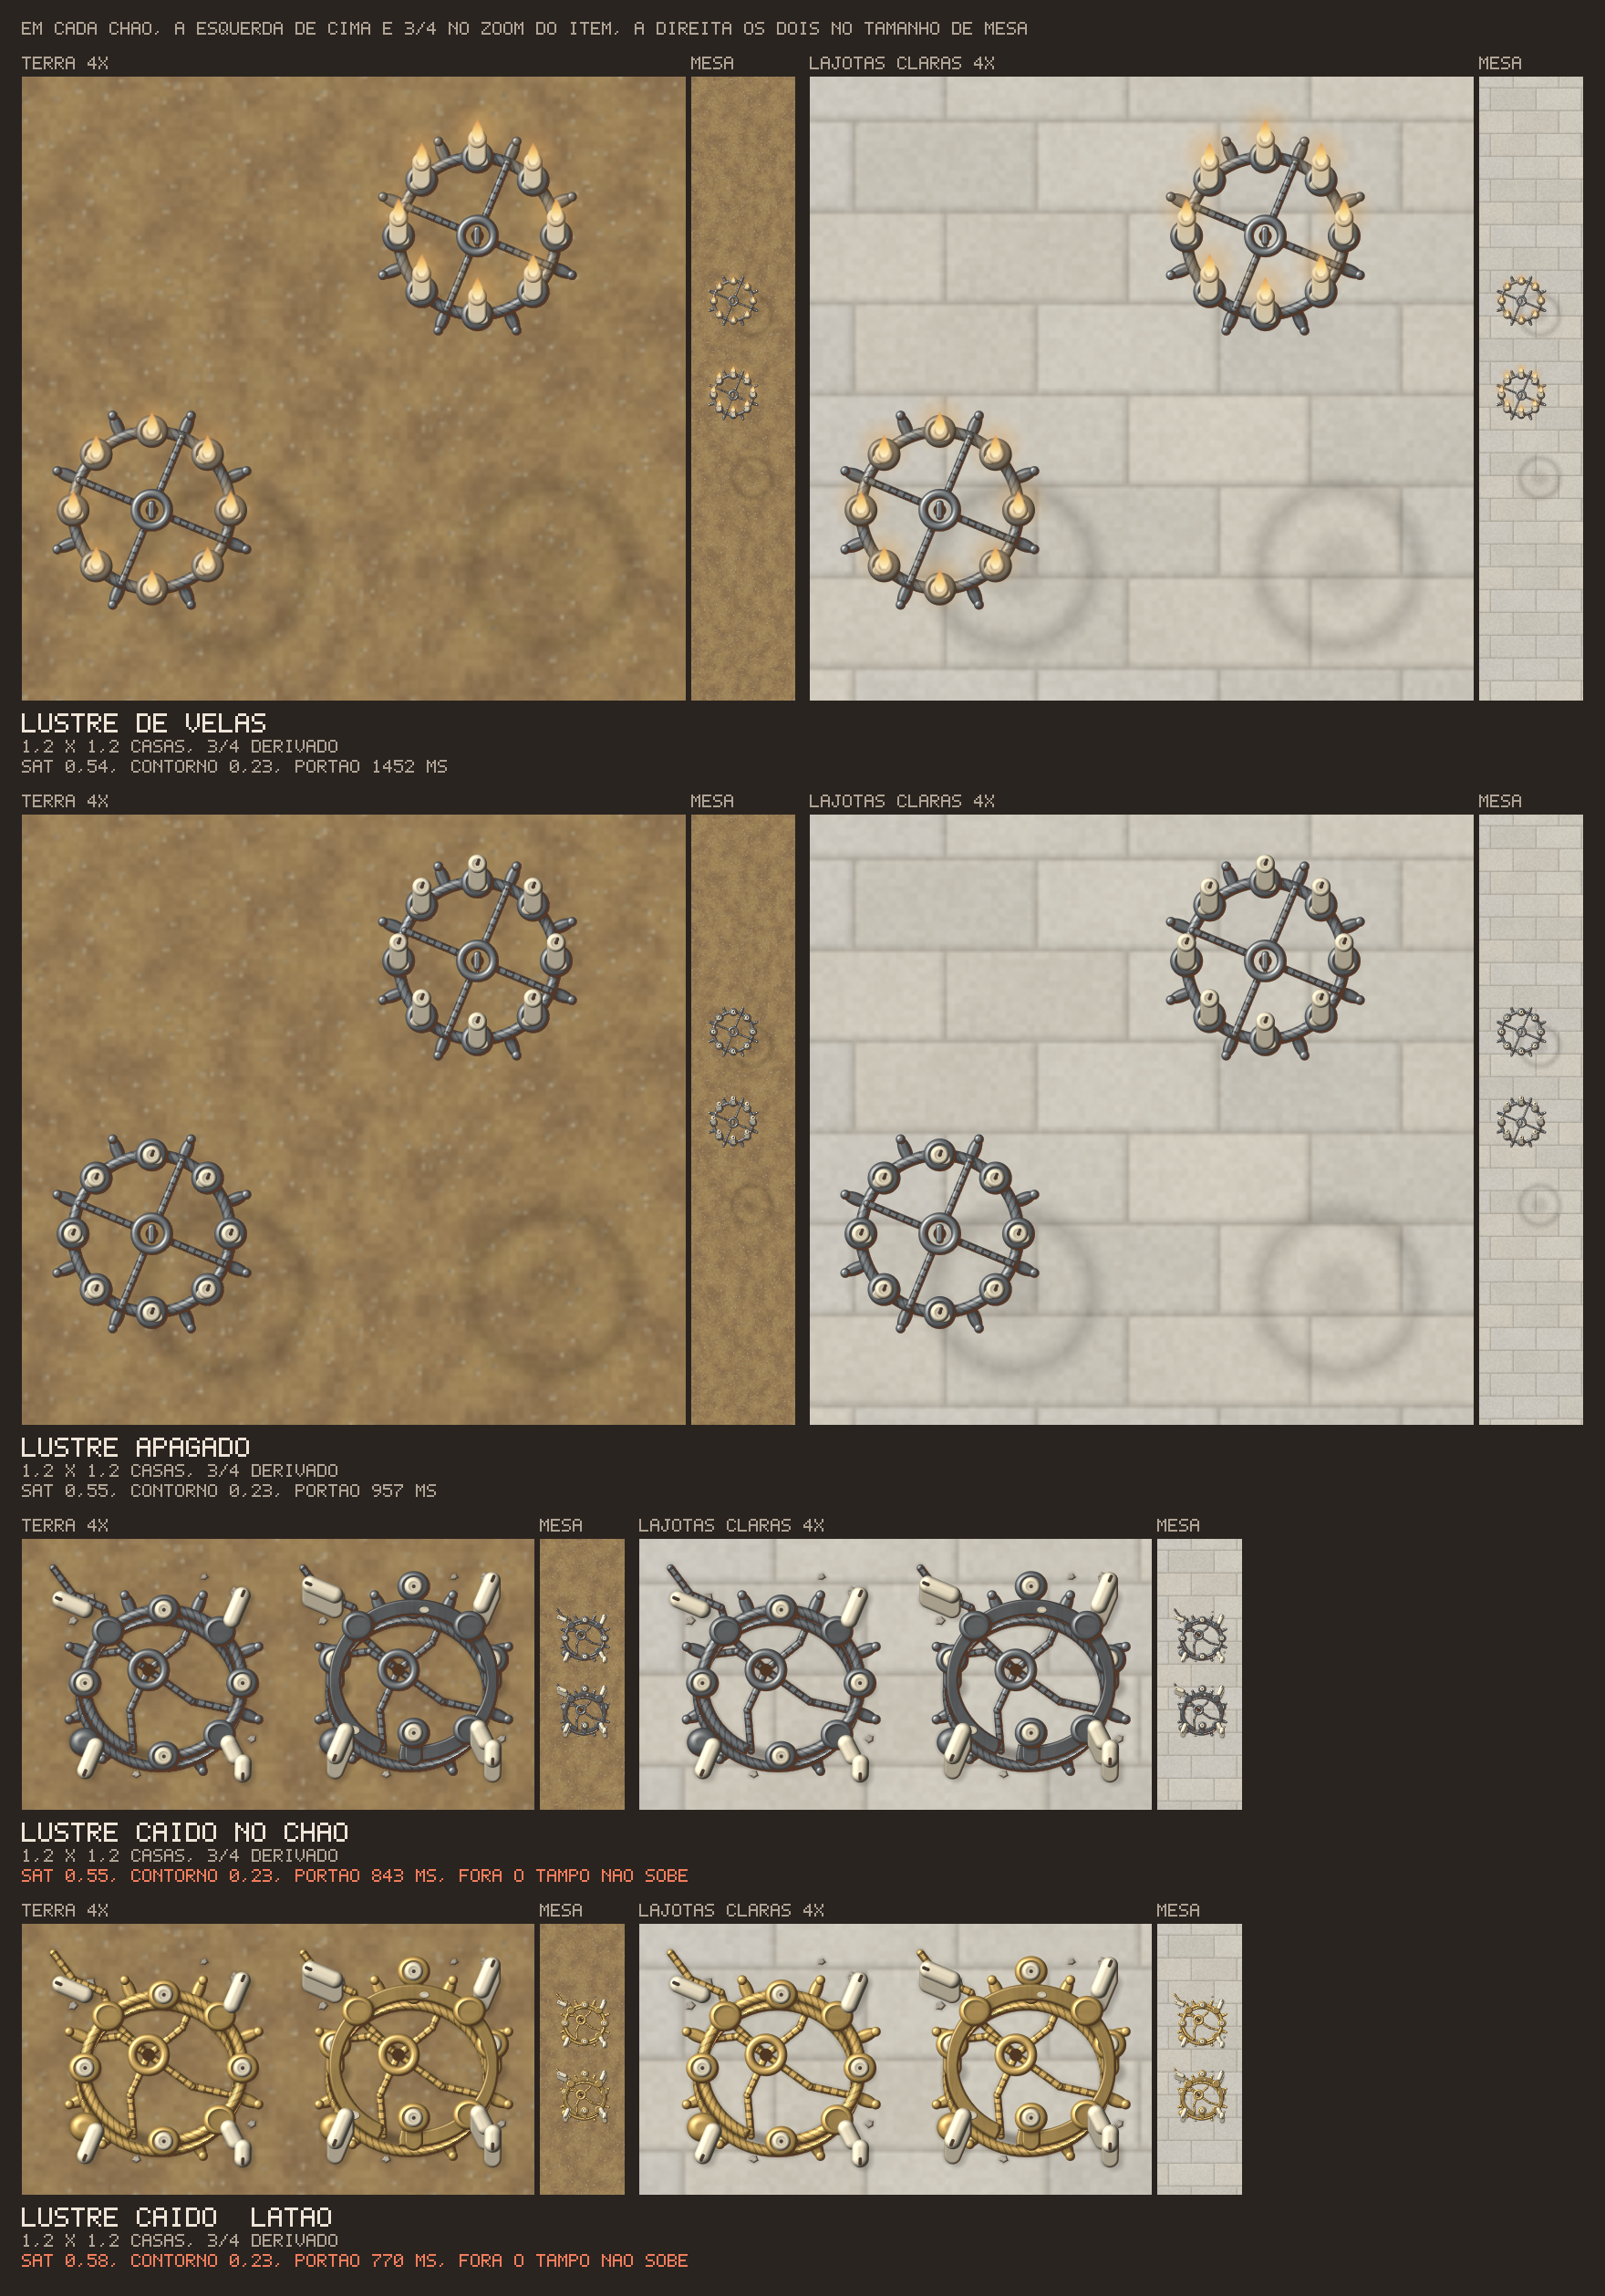 EM CADA CHAO, A ESQUERDA DE CIMA E 3/4 NO ZOOM DO ITEM, A DIREITA OS DOIS NO TAMANHO DE MESA
TERRA 4X MESA LAJOTAS CLARAS 4X MESA
LUSTRE DE VELAS
1,2 X 1,2 CASAS, 3/4 DERIVADO
SAT 0,54, CONTORNO 0,23, PORTAO 1452 MS
TERRA 4X MESA LAJOTAS CLARAS 4X MESA
LUSTRE APAGADO
1,2 X 1,2 CASAS, 3/4 DERIVADO
SAT 0,55, CONTORNO 0,23, PORTAO 957 MS
TERRA 4X MESA LAJOTAS CLARAS 4X MESA
LUSTRE CAIDO NO CHAO
1,2 X 1,2 CASAS, 3/4 DERIVADO
SAT 0,55, CONTORNO 0,23, PORTAO 843 MS, FORA O TAMPO NAO SOBE
TERRA 4X MESA LAJOTAS CLARAS 4X MESA
LUSTRE CAIDO LATAO
1,2 X 1,2 CASAS, 3/4 DERIVADO
SAT 0,58, CONTORNO 0,23, PORTAO 770 MS, FORA O TAMPO NAO SOBE